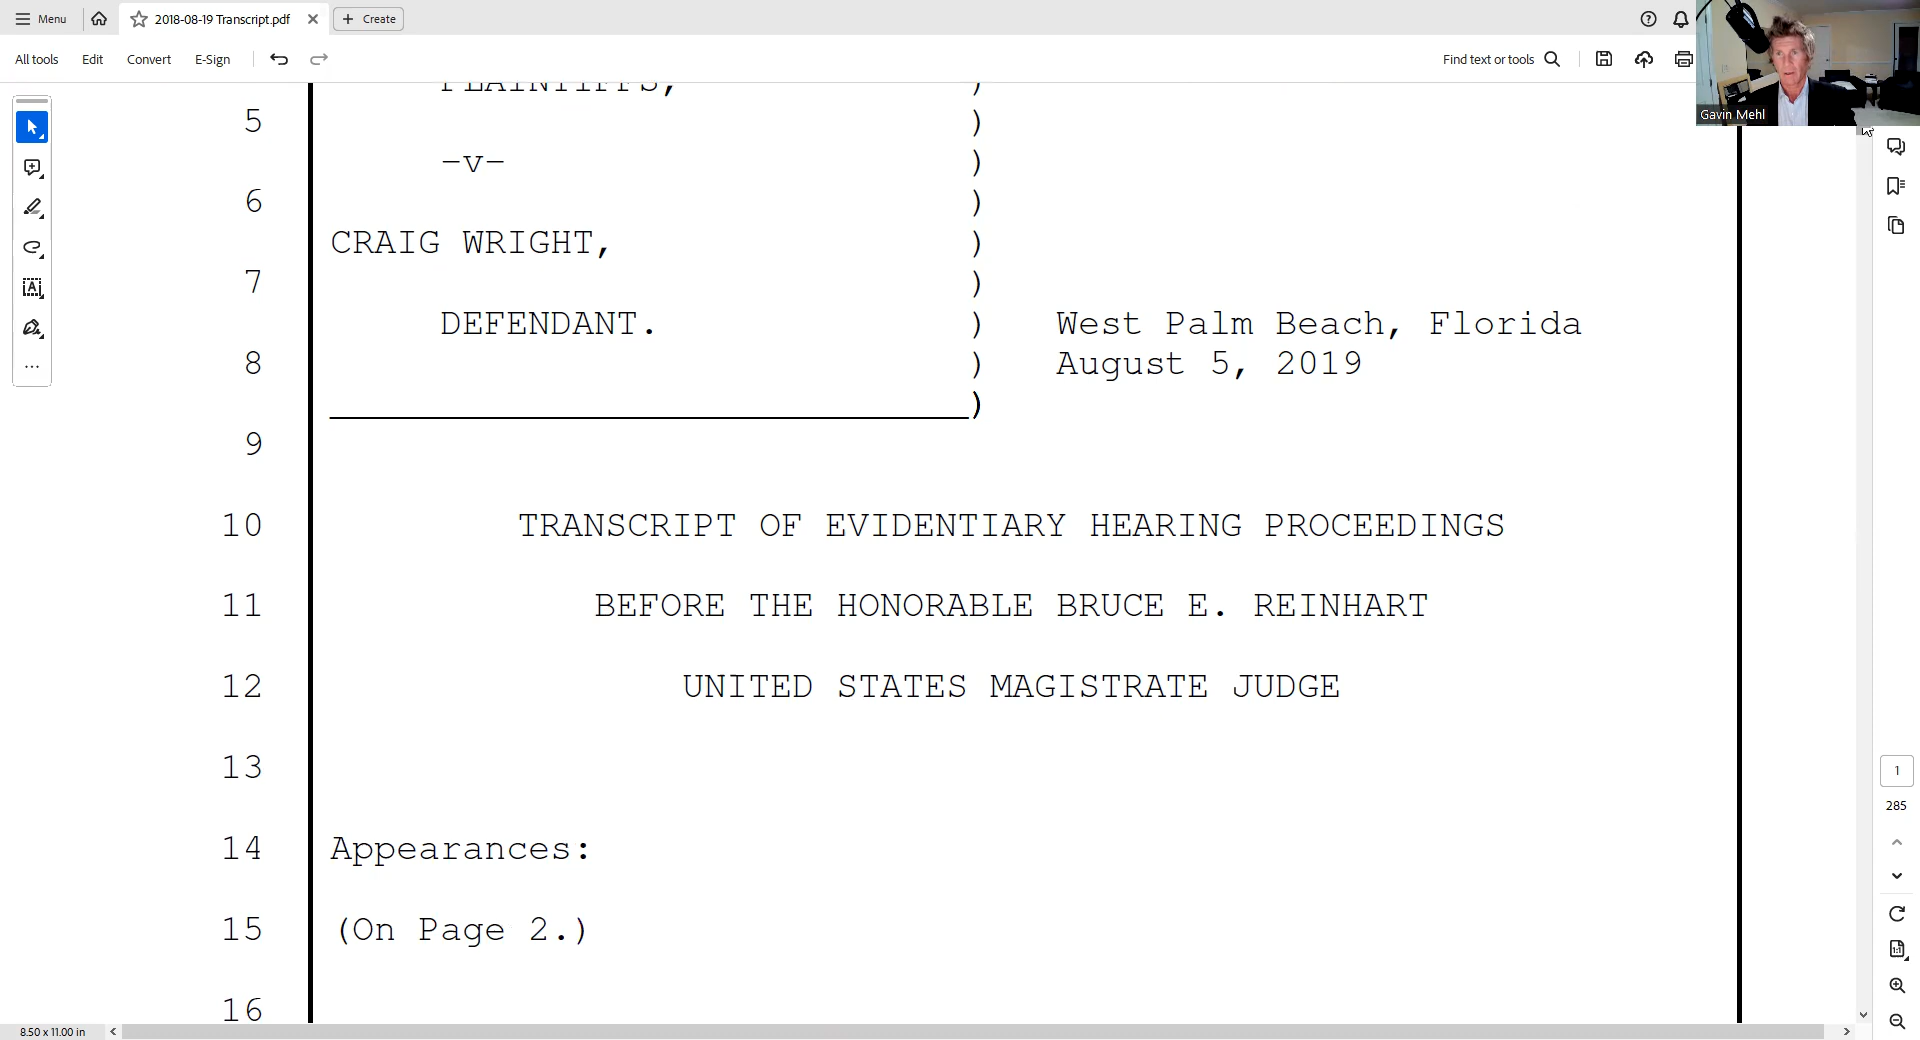 Menu
2018-08-19 Transcript.pdf
Create
All tools
Edit
Convert
E-Sign
Find text or tools
Gavin Mehl
PLAINTIFFS, )
5 )
-v- )
6 )
CRAIG WRIGHT, )
7 )
DEFENDANT. ) West Palm Beach, Florida
8 ) August 5, 2019
)
9
10 TRANSCRIPT OF EVIDENTIARY HEARING PROCEEDINGS
11 BEFORE THE HONORABLE BRUCE E. REINHART
12 UNITED STATES MAGISTRATE JUDGE
13
14 Appearances:
15 (On Page 2.)
16
1
285
8.50 x 11.00 in